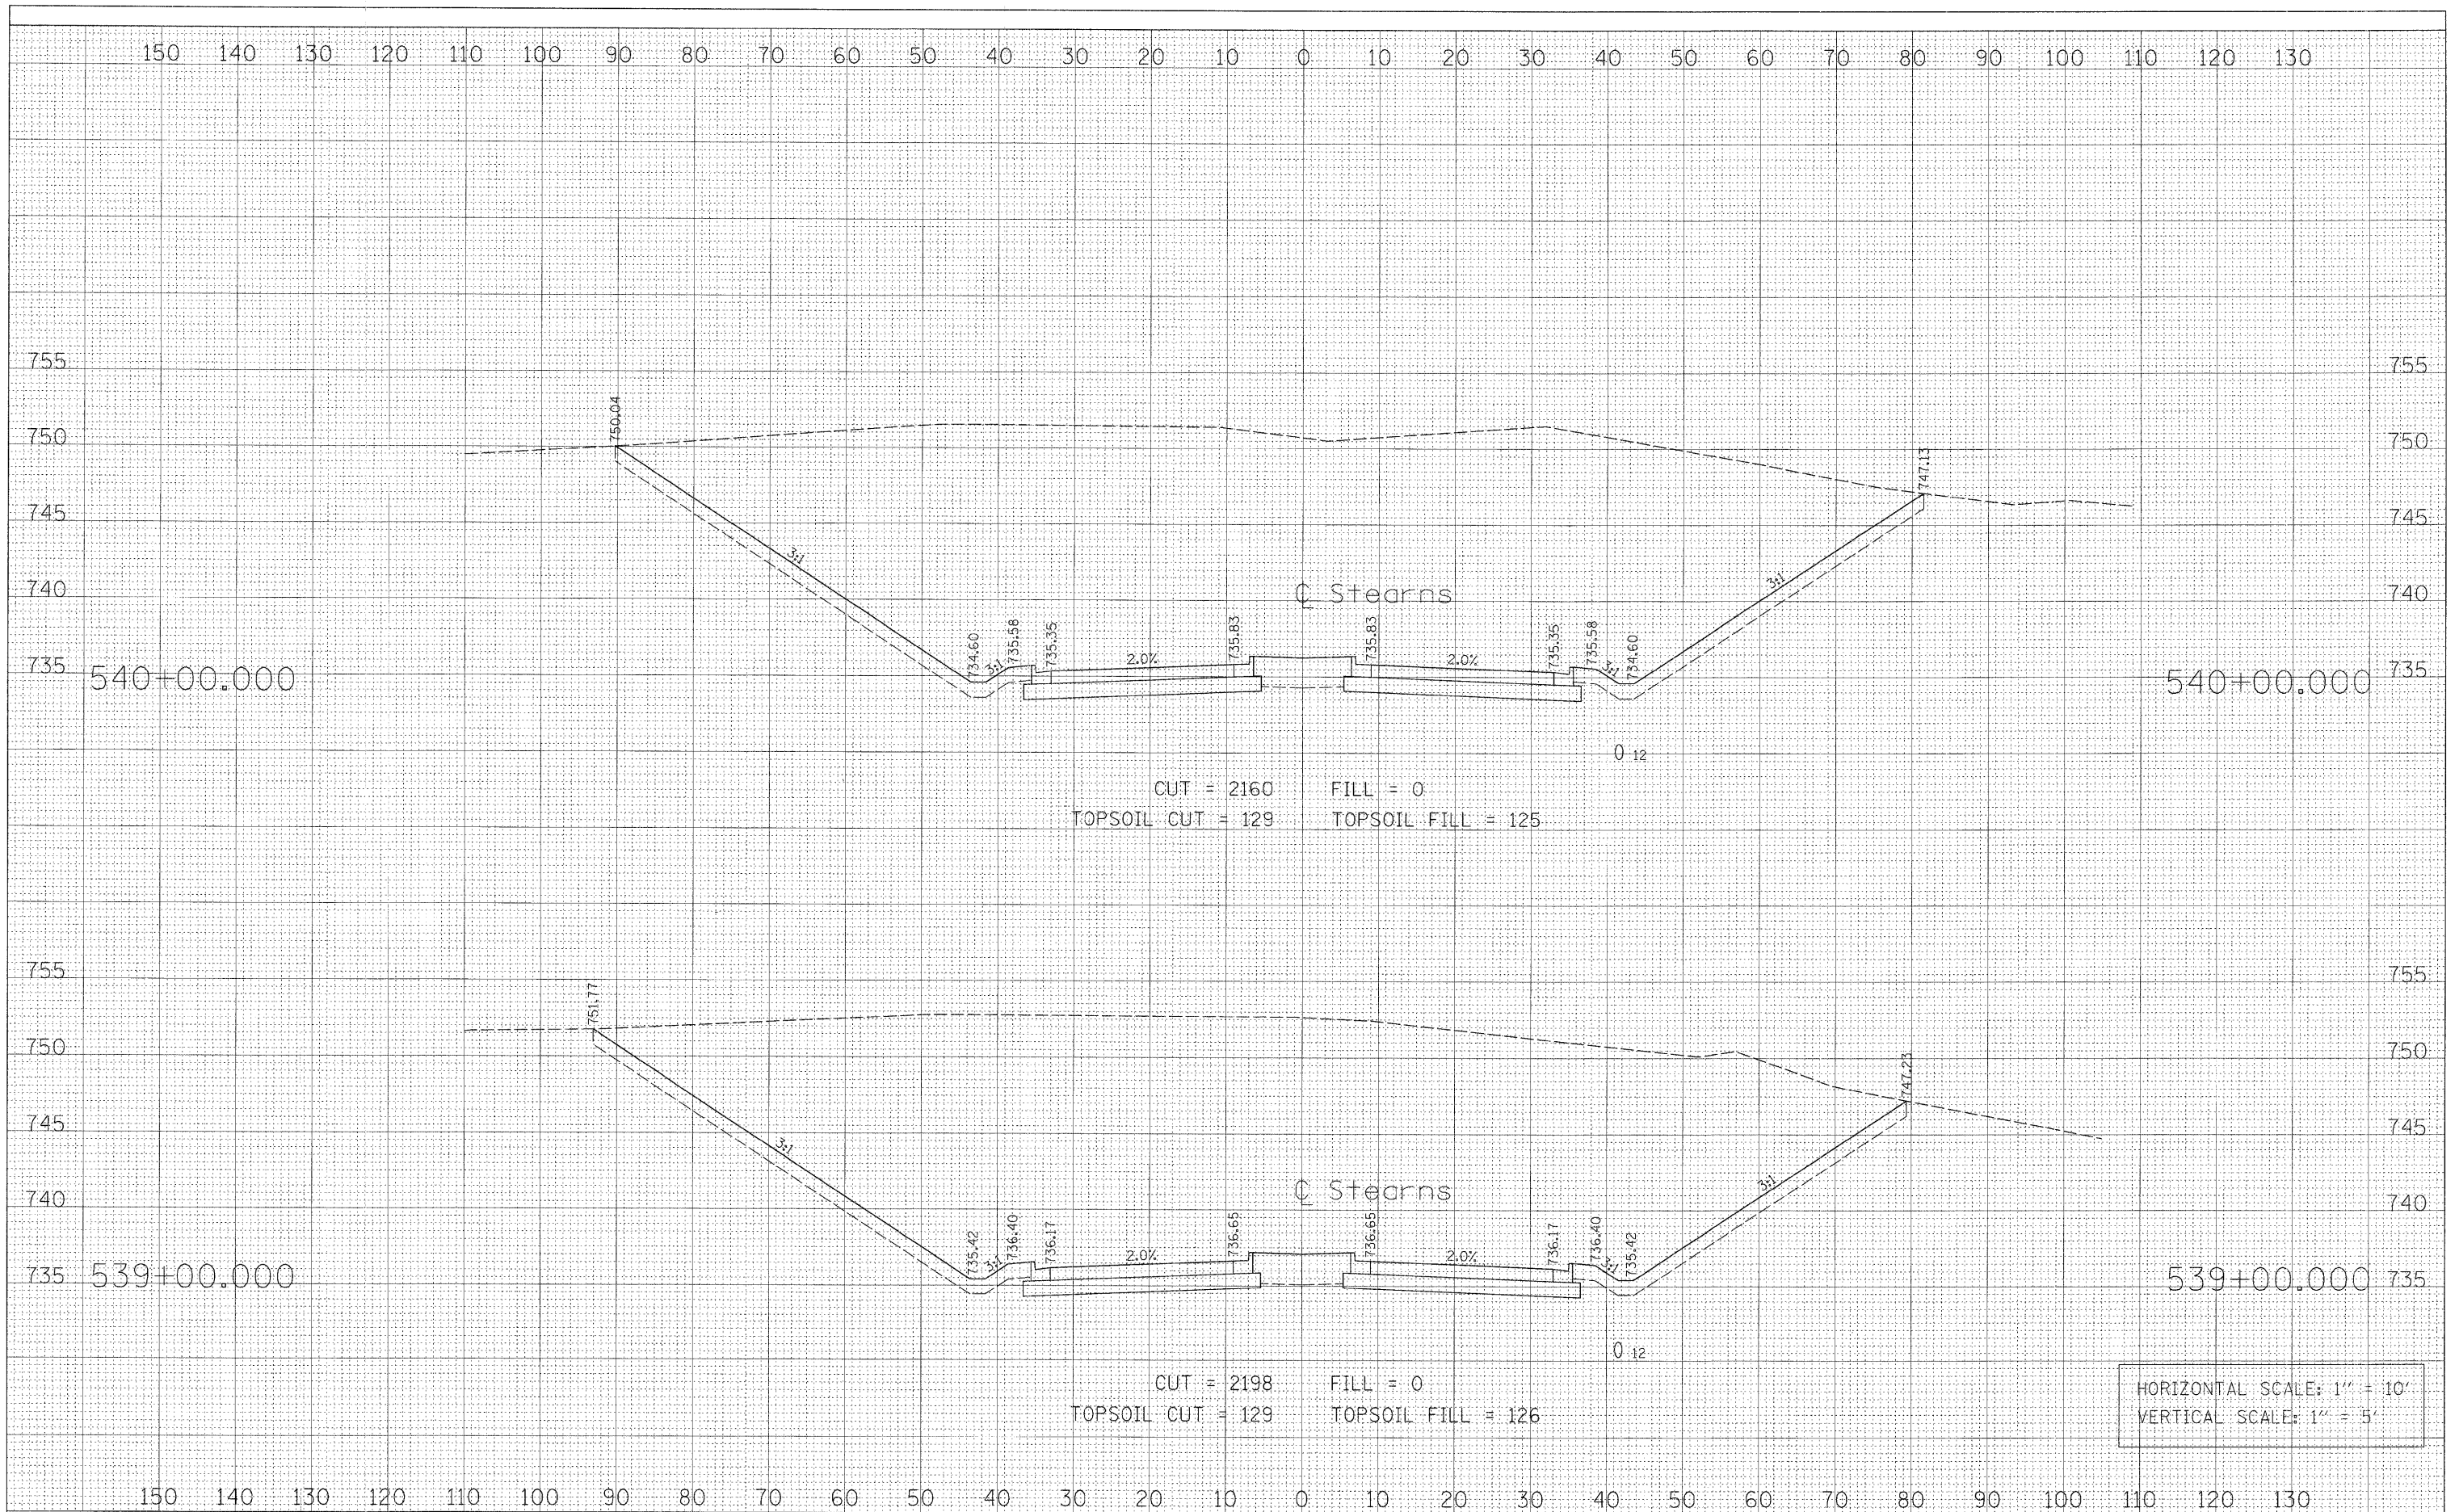 150 140 130 120 110 100 90 80 70 60 50 40 30 20 10 0 10 20 30 40 50 60 70 80 90 100 110 120 130
755 755
750 750.04 750
747.13
745 745
3:1 3:1
740 ℄ Stearns 740
734.60 3:1 735.58 735.35 2.0% 735.83 735.83 2.0% 735.35 735.58 3:1 734.60
735 735
540+00.000 540+00.000
0 12
CUT = 2160 FILL = 0
TOPSOIL CUT = 129 TOPSOIL FILL = 125
755 755
751.77
750 750
747.23
745 745
3:1 3:1
740 ℄ Stearns 740
735.42 3:1 736.40 736.17 2.0% 736.65 736.65 2.0% 736.17 736.40 3:1 735.42
735 539+00.000 539+00.000 735
0 12
CUT = 2198 FILL = 0
TOPSOIL CUT = 129 TOPSOIL FILL = 126
HORIZONTAL SCALE: 1" = 10'
VERTICAL SCALE: 1" = 5'
150 140 130 120 110 100 90 80 70 60 50 40 30 20 10 0 10 20 30 40 50 60 70 80 90 100 110 120 130